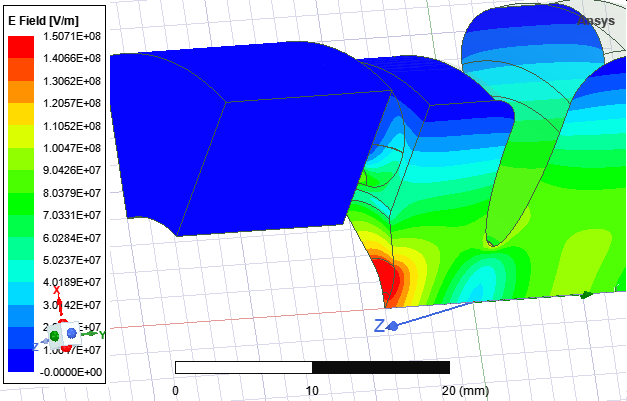 E Field [V/m]
1.5071E+08
1.4066E+08
1.3062E+08
1.2057E+08
1.1052E+08
1.0047E+08
9.0426E+07
8.0379E+07
7.0331E+07
6.0284E+07
5.0237E+07
4.0189E+07
-0.0000E+00
X
Y
Z
Z
Ansys
0
10
20 (mm)